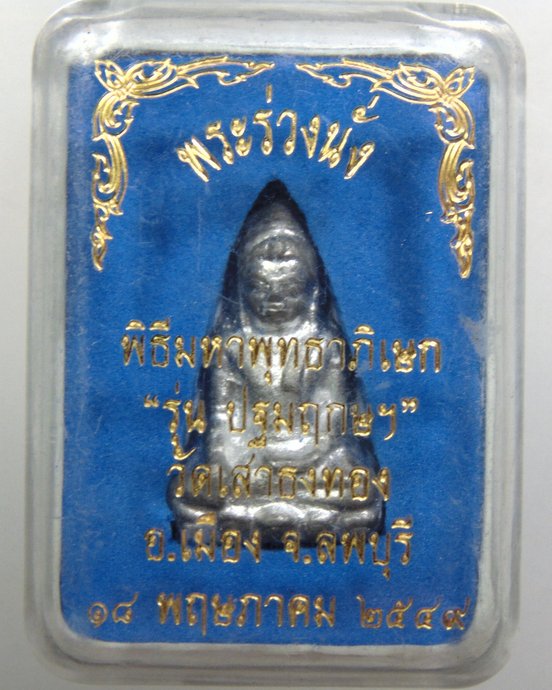 พระร่วงนั่ง
พิธีมหาพุทธาภิเษก
“รุ่น ปฐมฤกษ์ฯ”
วัดเสาธงทอง
อ.เมือง จ.ลพบุรี
๑๘ พฤษภาคม ๒๕๔๙